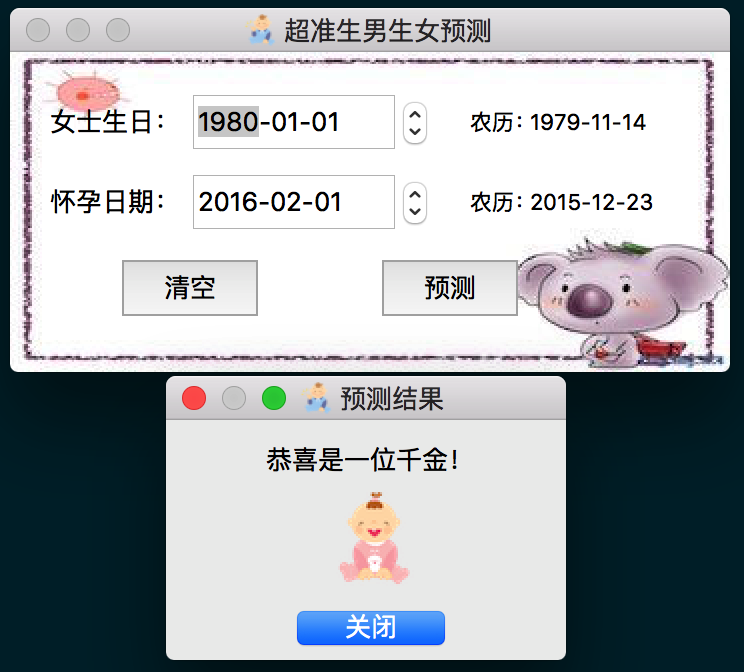 超准生男生女预测
女士生日： 1980-01-01 农历：1979-11-14
怀孕日期： 2016-02-01 农历：2015-12-23
清空 预测
预测结果
恭喜是一位千金！
关闭